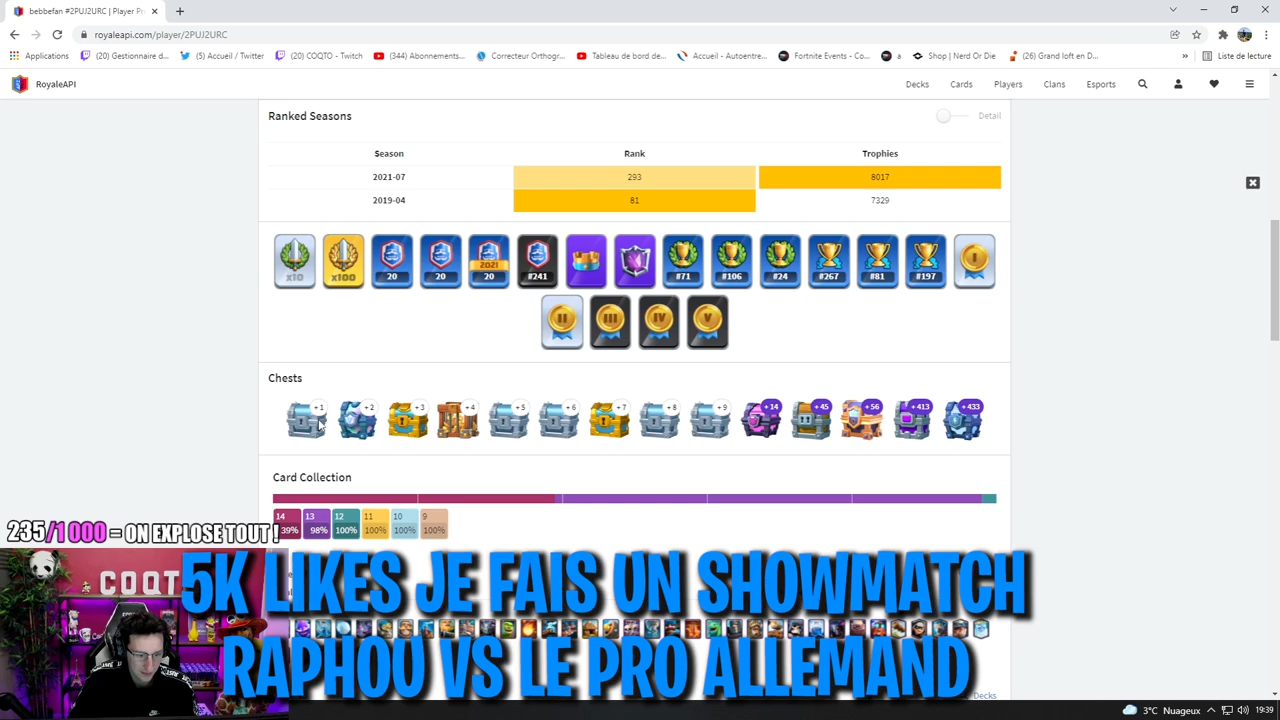 bebbefan #2PUJ2URC | Player Pro
royaleapi.com/player/2PUJ2URC
Applications
(20) Gestionnaire d...
(5) Accueil / Twitter
(20) COQTO - Twitch
(344) Abonnements...
Correcteur Orthogr...
Tableau de bord de...
Accueil - Autoentre...
Fortnite Events - Co...
a
Shop | Nerd Or Die
(26) Grand loft en D...
»
Liste de lecture
RoyaleAPI
Decks
Cards
Players
Clans
Esports
Ranked Seasons
Detail
Season Rank Trophies
2021-07 293 8017
2019-04 81 7329
x10 x100 20 20 2021 20 #241 #71 #106 #24 #267 #81 #197 I
II III IV V
Chests
+1 +2 +3 +4 +5 +6 +7 +8 +9 +14 +45 +56 +413 +433
Card Collection
14 13 12 11 10 9
39% 98% 100% 100% 100% 100%
235/1000 = ON EXPLOSE TOUT !
COQT
5K LIKES JE FAIS UN SHOWMATCH
RAPHOU VS LE PRO ALLEMAND
Decks
3°C Nuageux
19:39